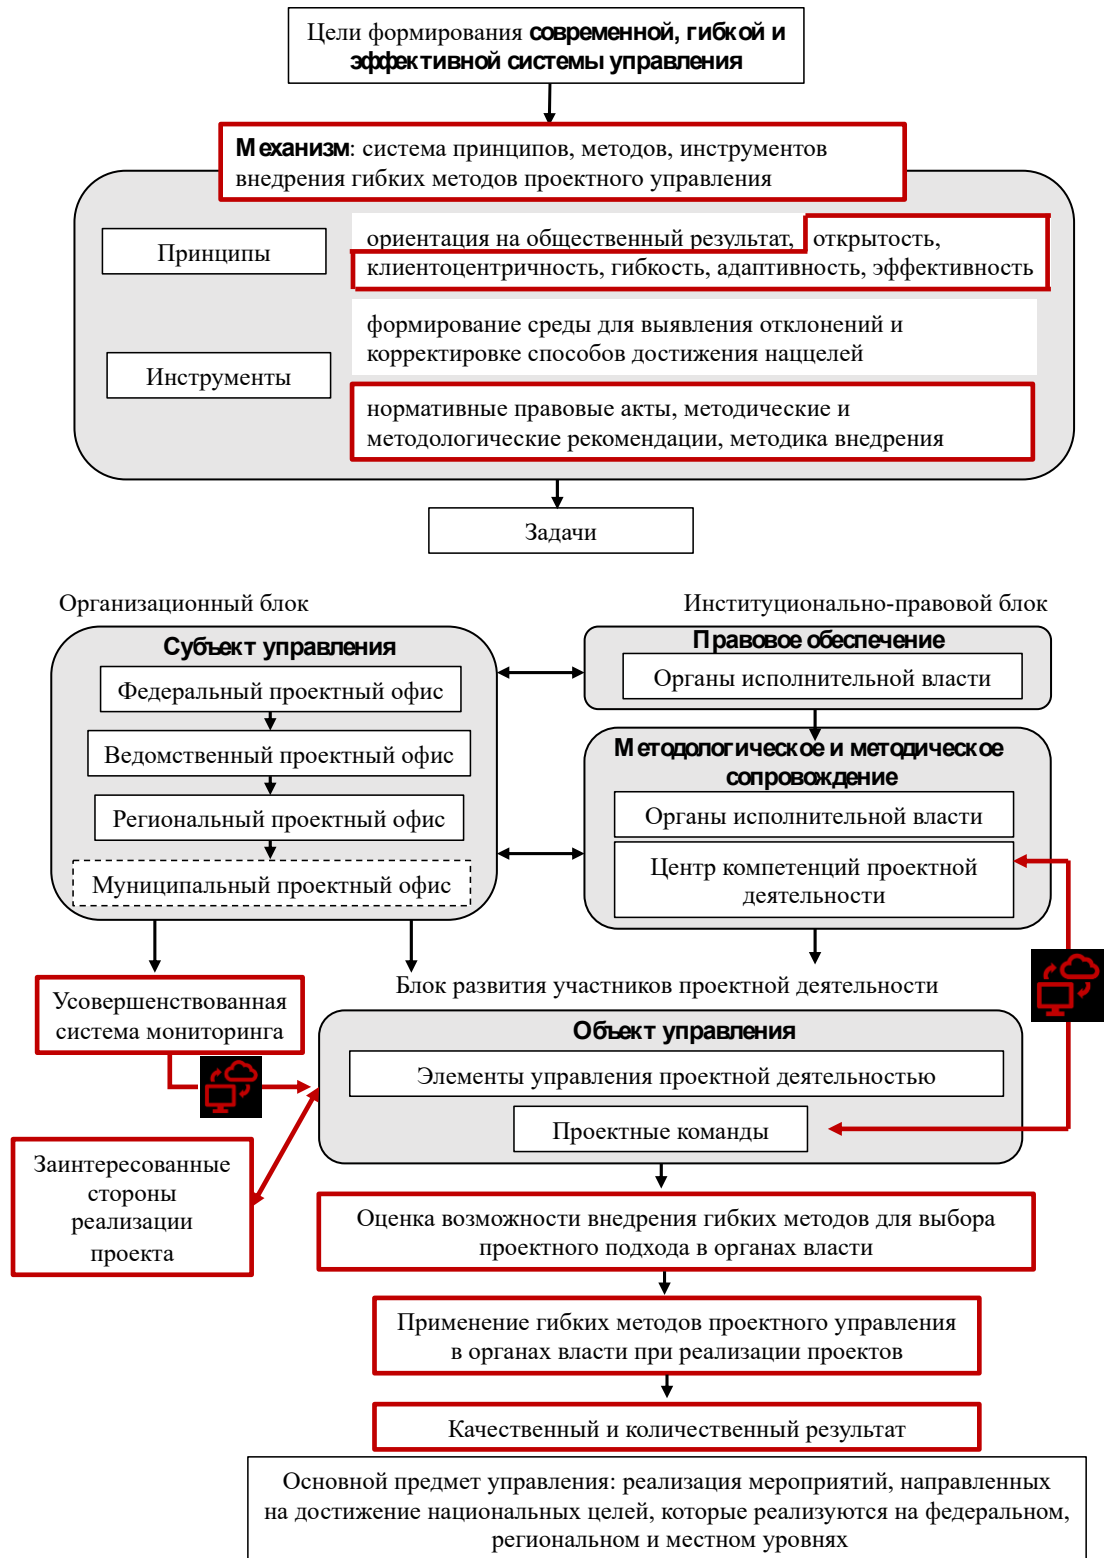 Цели формирования современной, гибкой и
эффективной системы управления
Механизм: система принципов, методов, инструментов
внедрения гибких методов проектного управления
Принципы
ориентация на общественный результат, открытость,
клиентоцентричность, гибкость, адаптивность, эффективность
формирование среды для выявления отклонений и
корректировке способов достижения наццелей
Инструменты
нормативные правовые акты, методические и
методологические рекомендации, методика внедрения
Задачи
Организационный блок
Институционально-правовой блок
Субъект управления
Федеральный проектный офис
Ведомственный проектный офис
Региональный проектный офис
Муниципальный проектный офис
Правовое обеспечение
Органы исполнительной власти
Методологическое и методическое
сопровождение
Органы исполнительной власти
Центр компетенций проектной
деятельности
Усовершенствованная
система мониторинга
Блок развития участников проектной деятельности
Объект управления
Элементы управления проектной деятельностью
Проектные команды
Заинтересованные
стороны
реализации
проекта
Оценка возможности внедрения гибких методов для выбора
проектного подхода в органах власти
Применение гибких методов проектного управления
в органах власти при реализации проектов
Качественный и количественный результат
Основной предмет управления: реализация мероприятий, направленных
на достижение национальных целей, которые реализуются на федеральном,
региональном и местном уровнях